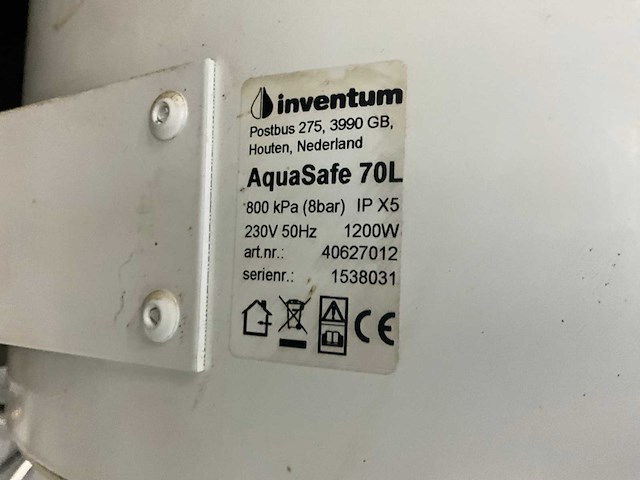 inventum
Postbus 275, 3990 GB,
Houten, Nederland
AquaSafe 70L
800 kPa (8bar) IP X5
230V 50Hz 1200W
art.nr.: 40627012
serienr.: 1538031
CE